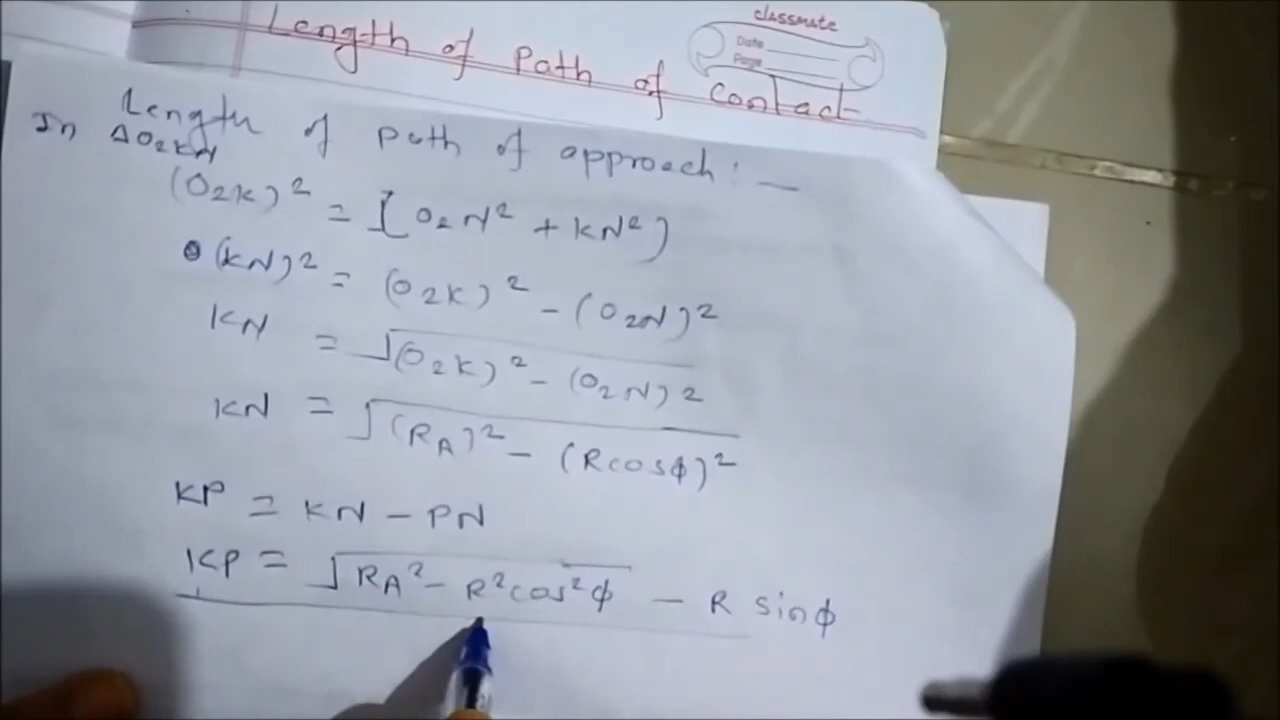 classmate
Date
Page
Length of Path of Contact
Length of path of approach :—
In ΔO₂KN
(O₂K)² = [O₂N² + KN²]
(KN)² = (O₂K)² - (O₂N)²
KN = √(O₂K)² - (O₂N)²
KN = √(R_A)² - (Rcosϕ)²
KP = KN - PN
KP = √R_A² - R²cos²ϕ - R sinϕ